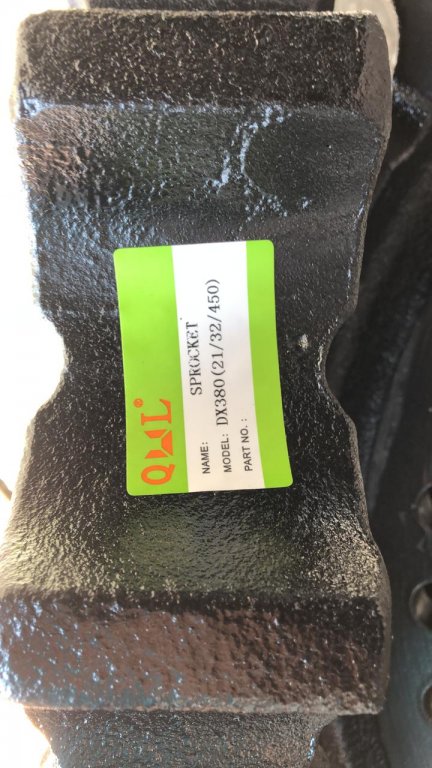 QML®
NAME: SPROCKET
MODEL: DX380(21/32/450)
PART NO. :